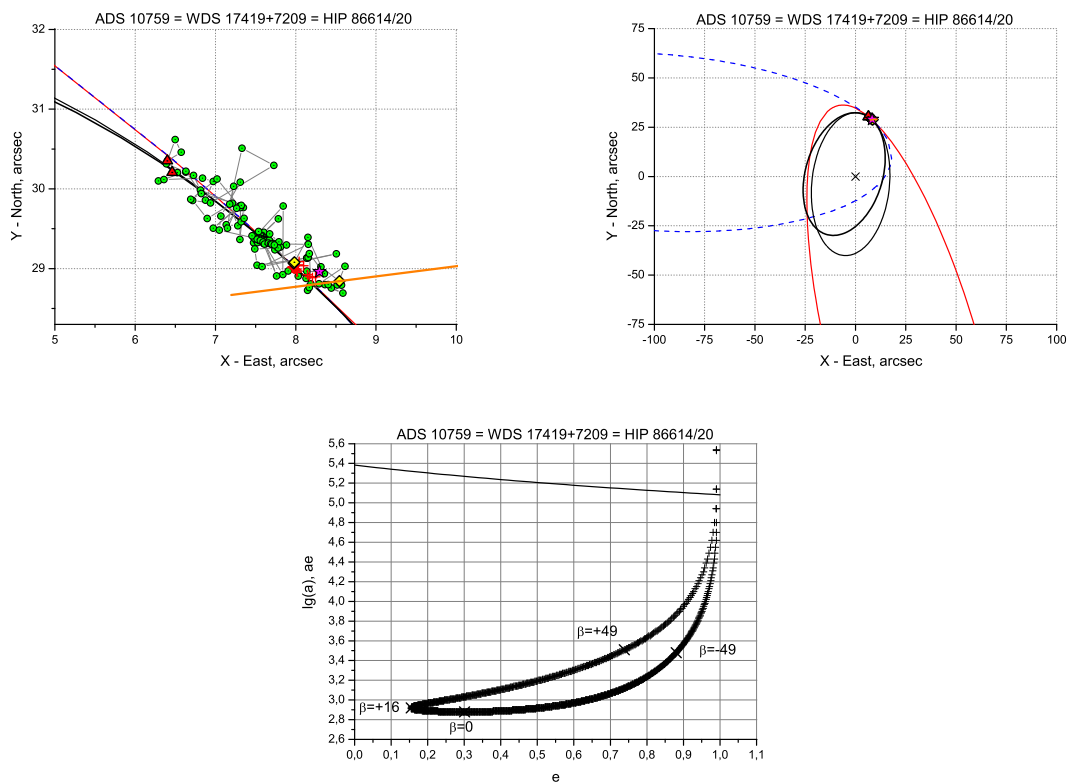 ADS 10759 = WDS 17419+7209 = HIP 86614/20
32
31
30
29
Y - North, arcsec
5 6 7 8 9 10
X - East, arcsec
ADS 10759 = WDS 17419+7209 = HIP 86614/20
75
50
25
0
-25
-50
-75
Y - North, arcsec
-100 -75 -50 -25 0 25 50 75 100
X - East, arcsec
ADS 10759 = WDS 17419+7209 = HIP 86614/20
5,6
5,4
5,2
5,0
4,8
4,6
4,4
4,2
4,0
3,8
3,6
3,4
3,2
3,0
2,8
2,6
lg(a), ae
β=+49
β=-49
β=+16
β=0
0,0 0,1 0,2 0,3 0,4 0,5 0,6 0,7 0,8 0,9 1,0 1,1
e